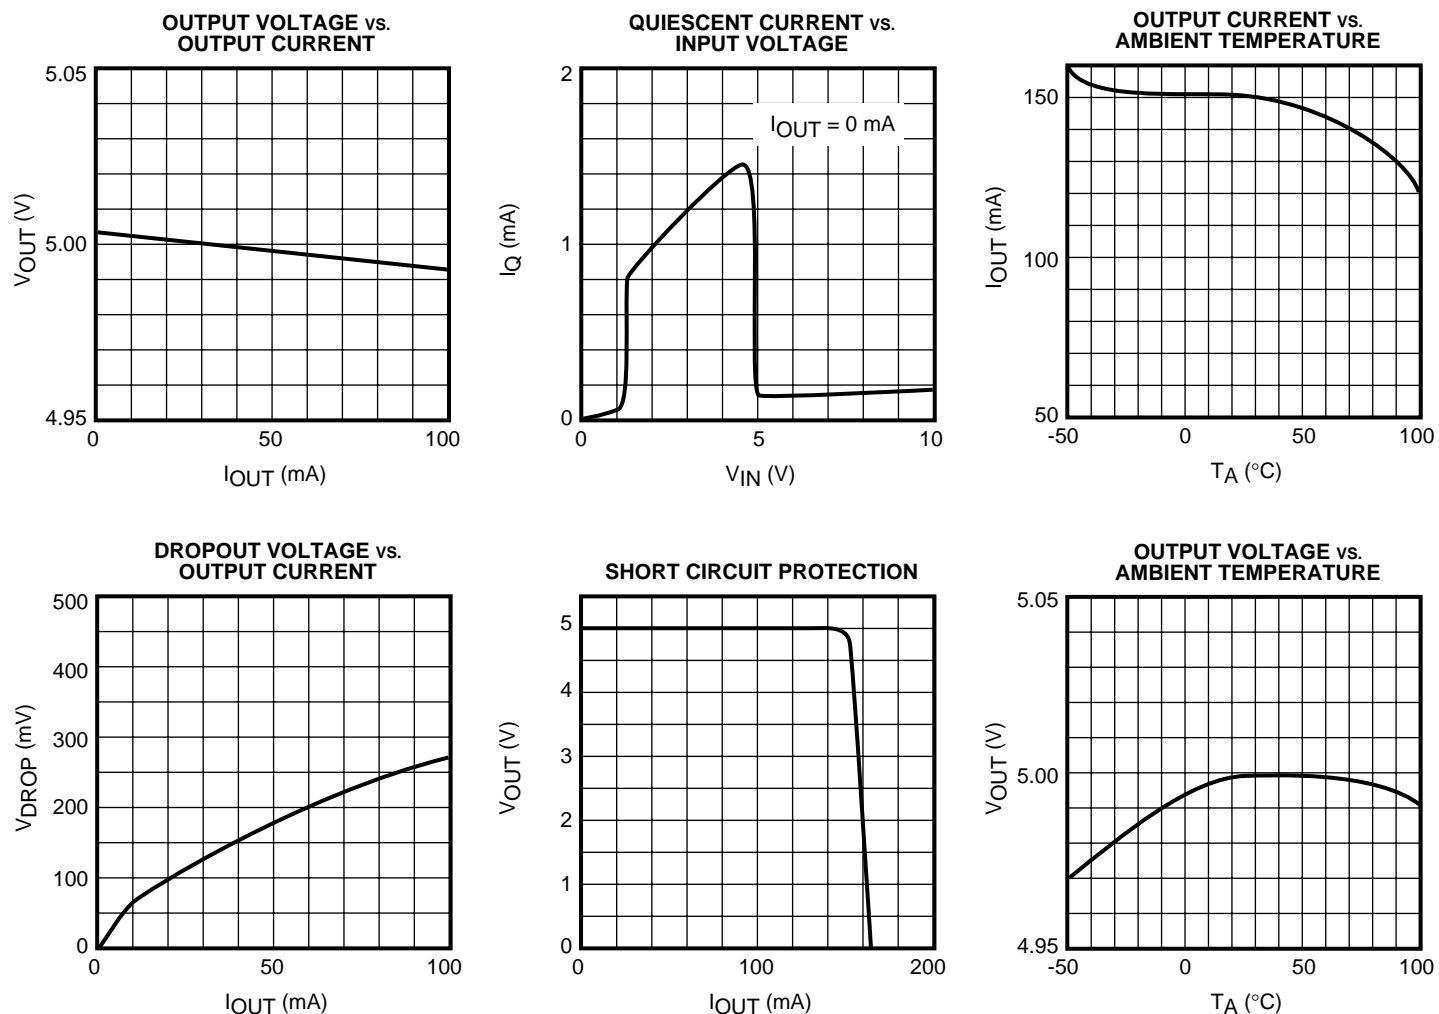 OUTPUT VOLTAGE vs.
OUTPUT CURRENT
5.05
5.00
4.95
VOUT (V)
0 50 100
IOUT (mA)
QUIESCENT CURRENT vs.
INPUT VOLTAGE
2
1
0
IQ (mA)
IOUT = 0 mA
0 5 10
VIN (V)
OUTPUT CURRENT vs.
AMBIENT TEMPERATURE
150
100
50
IOUT (mA)
-50 0 50 100
TA (°C)
DROPOUT VOLTAGE vs.
OUTPUT CURRENT
500
400
300
200
100
0
VDROP (mV)
0 50 100
IOUT (mA)
SHORT CIRCUIT PROTECTION
5
4
3
2
1
0
VOUT (V)
0 100 200
IOUT (mA)
OUTPUT VOLTAGE vs.
AMBIENT TEMPERATURE
5.05
5.00
4.95
VOUT (V)
-50 0 50 100
TA (°C)